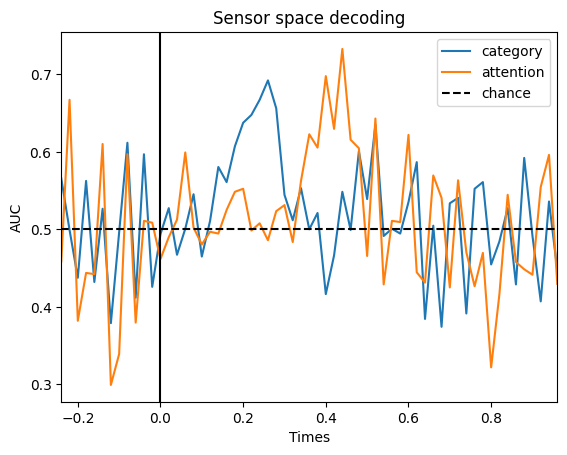 Sensor space decoding
category
attention
chance
AUC
0.7
0.6
0.5
0.4
0.3
−0.2
0.0
0.2
0.4
0.6
0.8
Times